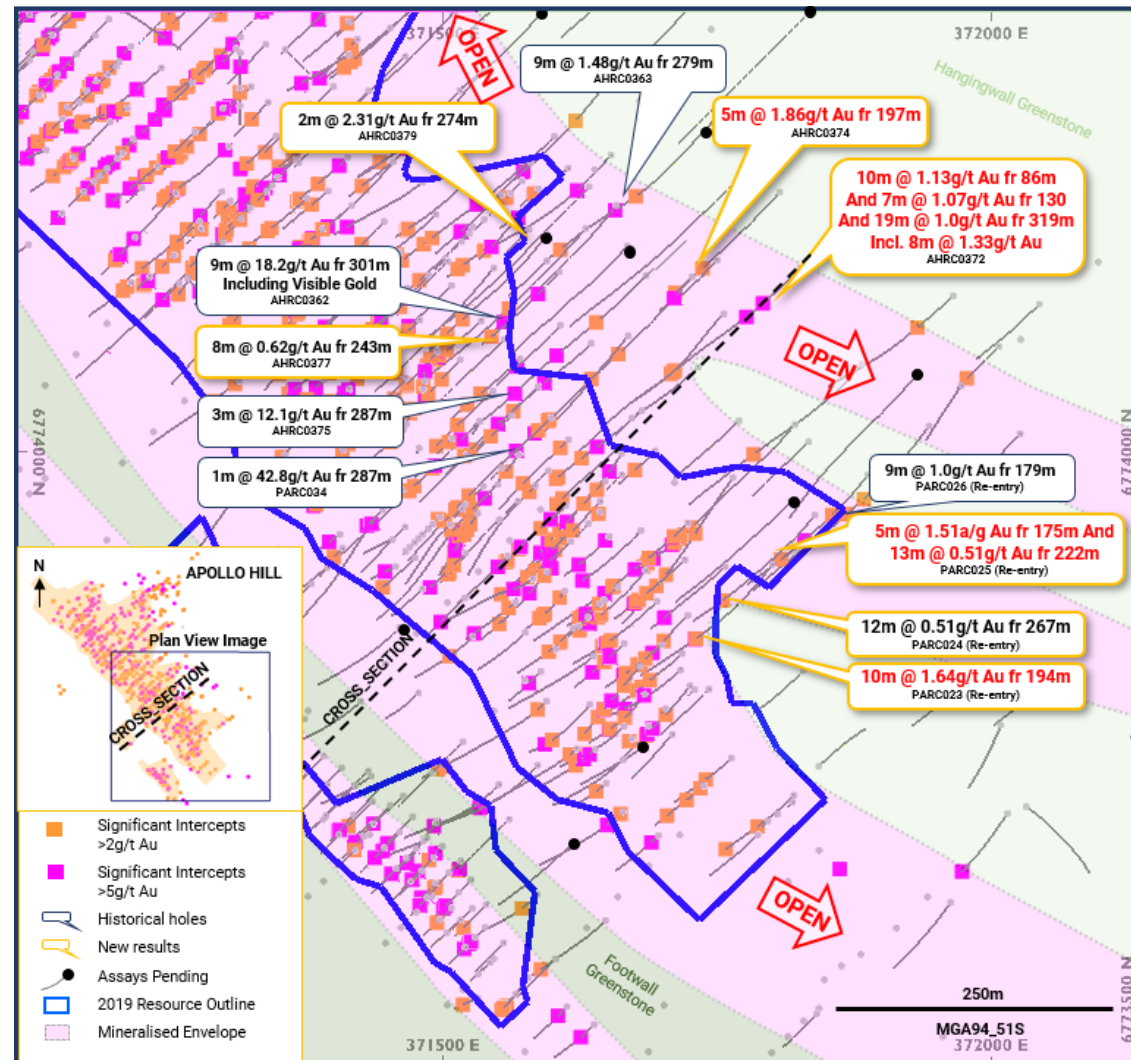 371500 E
372000 E
OPEN
Hangingwall Greenstone
9m @ 1.48g/t Au fr 279m
AHRC0363
2m @ 2.31g/t Au fr 274m
AHRC0379
5m @ 1.86g/t Au fr 197m
AHRC0374
10m @ 1.13g/t Au fr 86m
And 7m @ 1.07g/t Au fr 130
And 19m @ 1.0g/t Au fr 319m
Incl. 8m @ 1.33g/t Au
AHRC0372
9m @ 18.2g/t Au fr 301m
Including Visible Gold
AHRC0362
8m @ 0.62g/t Au fr 243m
AHRC0377
OPEN
3m @ 12.1g/t Au fr 287m
AHRC0375
6774000 N
6774000 N
1m @ 42.8g/t Au fr 287m
PARC034
9m @ 1.0g/t Au fr 179m
PARC026 (Re-entry)
5m @ 1.51a/g Au fr 175m And
13m @ 0.51g/t Au fr 222m
PARC025 (Re-entry)
12m @ 0.51g/t Au fr 267m
PARC024 (Re-entry)
10m @ 1.64g/t Au fr 194m
PARC023 (Re-entry)
CROSS_SECTION
N
APOLLO HILL
Plan View Image
CROSS_SECTION
Significant Intercepts
>2g/t Au
Significant Intercepts
>5g/t Au
Historical holes
New results
Assays Pending
2019 Resource Outline
Mineralised Envelope
OPEN
Footwall
Greenstone
250m
MGA94_51S
6773500 N
371500 E
372000 E